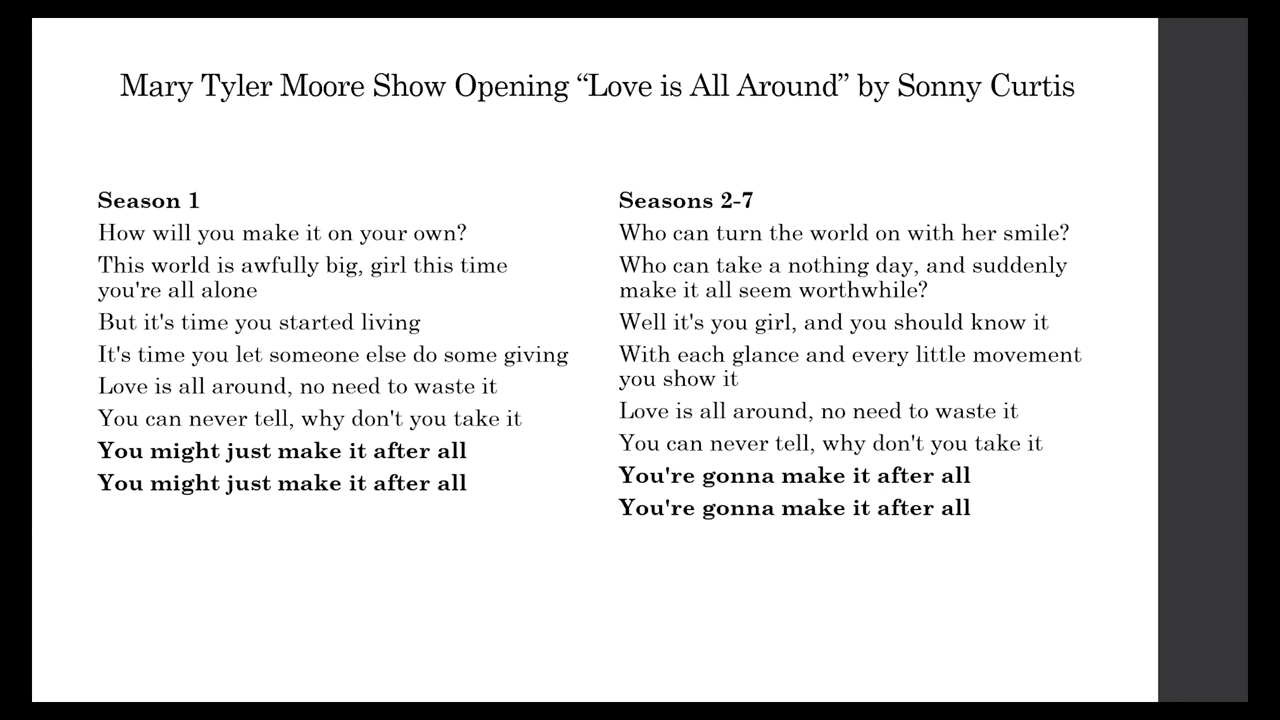 Mary Tyler Moore Show Opening “Love is All Around” by Sonny Curtis
Season 1
How will you make it on your own?
This world is awfully big, girl this time
you're all alone
But it's time you started living
It's time you let someone else do some giving
Love is all around, no need to waste it
You can never tell, why don't you take it
You might just make it after all
You might just make it after all
Seasons 2-7
Who can turn the world on with her smile?
Who can take a nothing day, and suddenly
make it all seem worthwhile?
Well it's you girl, and you should know it
With each glance and every little movement
you show it
Love is all around, no need to waste it
You can never tell, why don't you take it
You're gonna make it after all
You're gonna make it after all